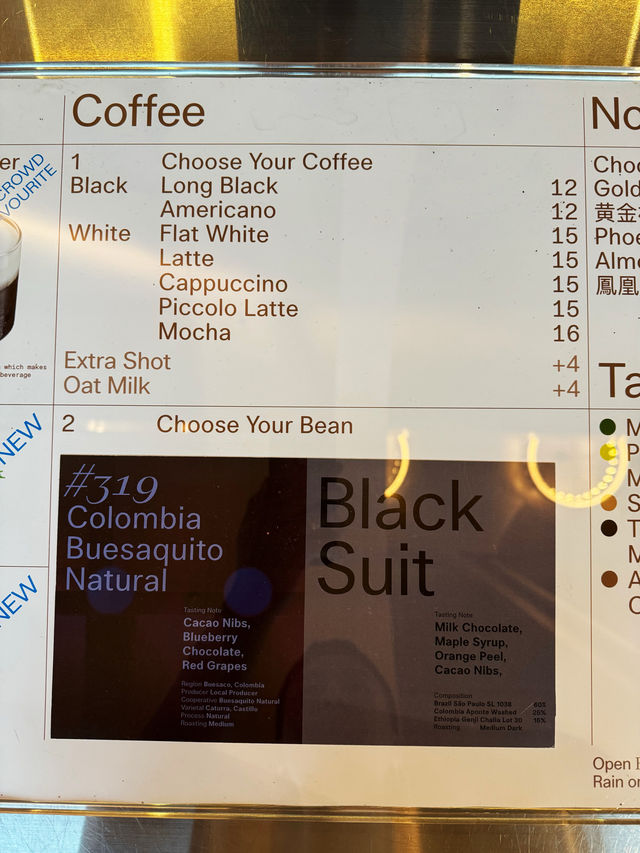 Coffee
1 Choose Your Coffee
Black Long Black 12
Americano 12
White Flat White 15
Latte 15
Cappuccino 15
Piccolo Latte 15
Mocha 16
Extra Shot +4
Oat Milk +4
2 Choose Your Bean
#319
Colombia
Buesaquito
Natural
Tasting Note
Cacao Nibs,
Blueberry
Chocolate,
Red Grapes
Region Buesaco, Colombia
Producer Local Producer
Cooperative Buesaquito Natural
Varietal Caturra, Castillo
Process Natural
Roasting Medium
Black
Suit
Tasting Note
Milk Chocolate,
Maple Syrup,
Orange Peel,
Cacao Nibs,
Composition
Brazil São Paulo SL 1038 60%
Colombia Aponte Washed 25%
Ethiopia Genji Challa Lot 30 15%
Roasting Medium Dark
er
CROWD
VOURITE
which makes
beverage
NEW
NEW
No
Choc
Gold
黄金
Phoe
Almo
鳳凰
Ta
M
P
M
S
T
M
A
C
Open
Rain or